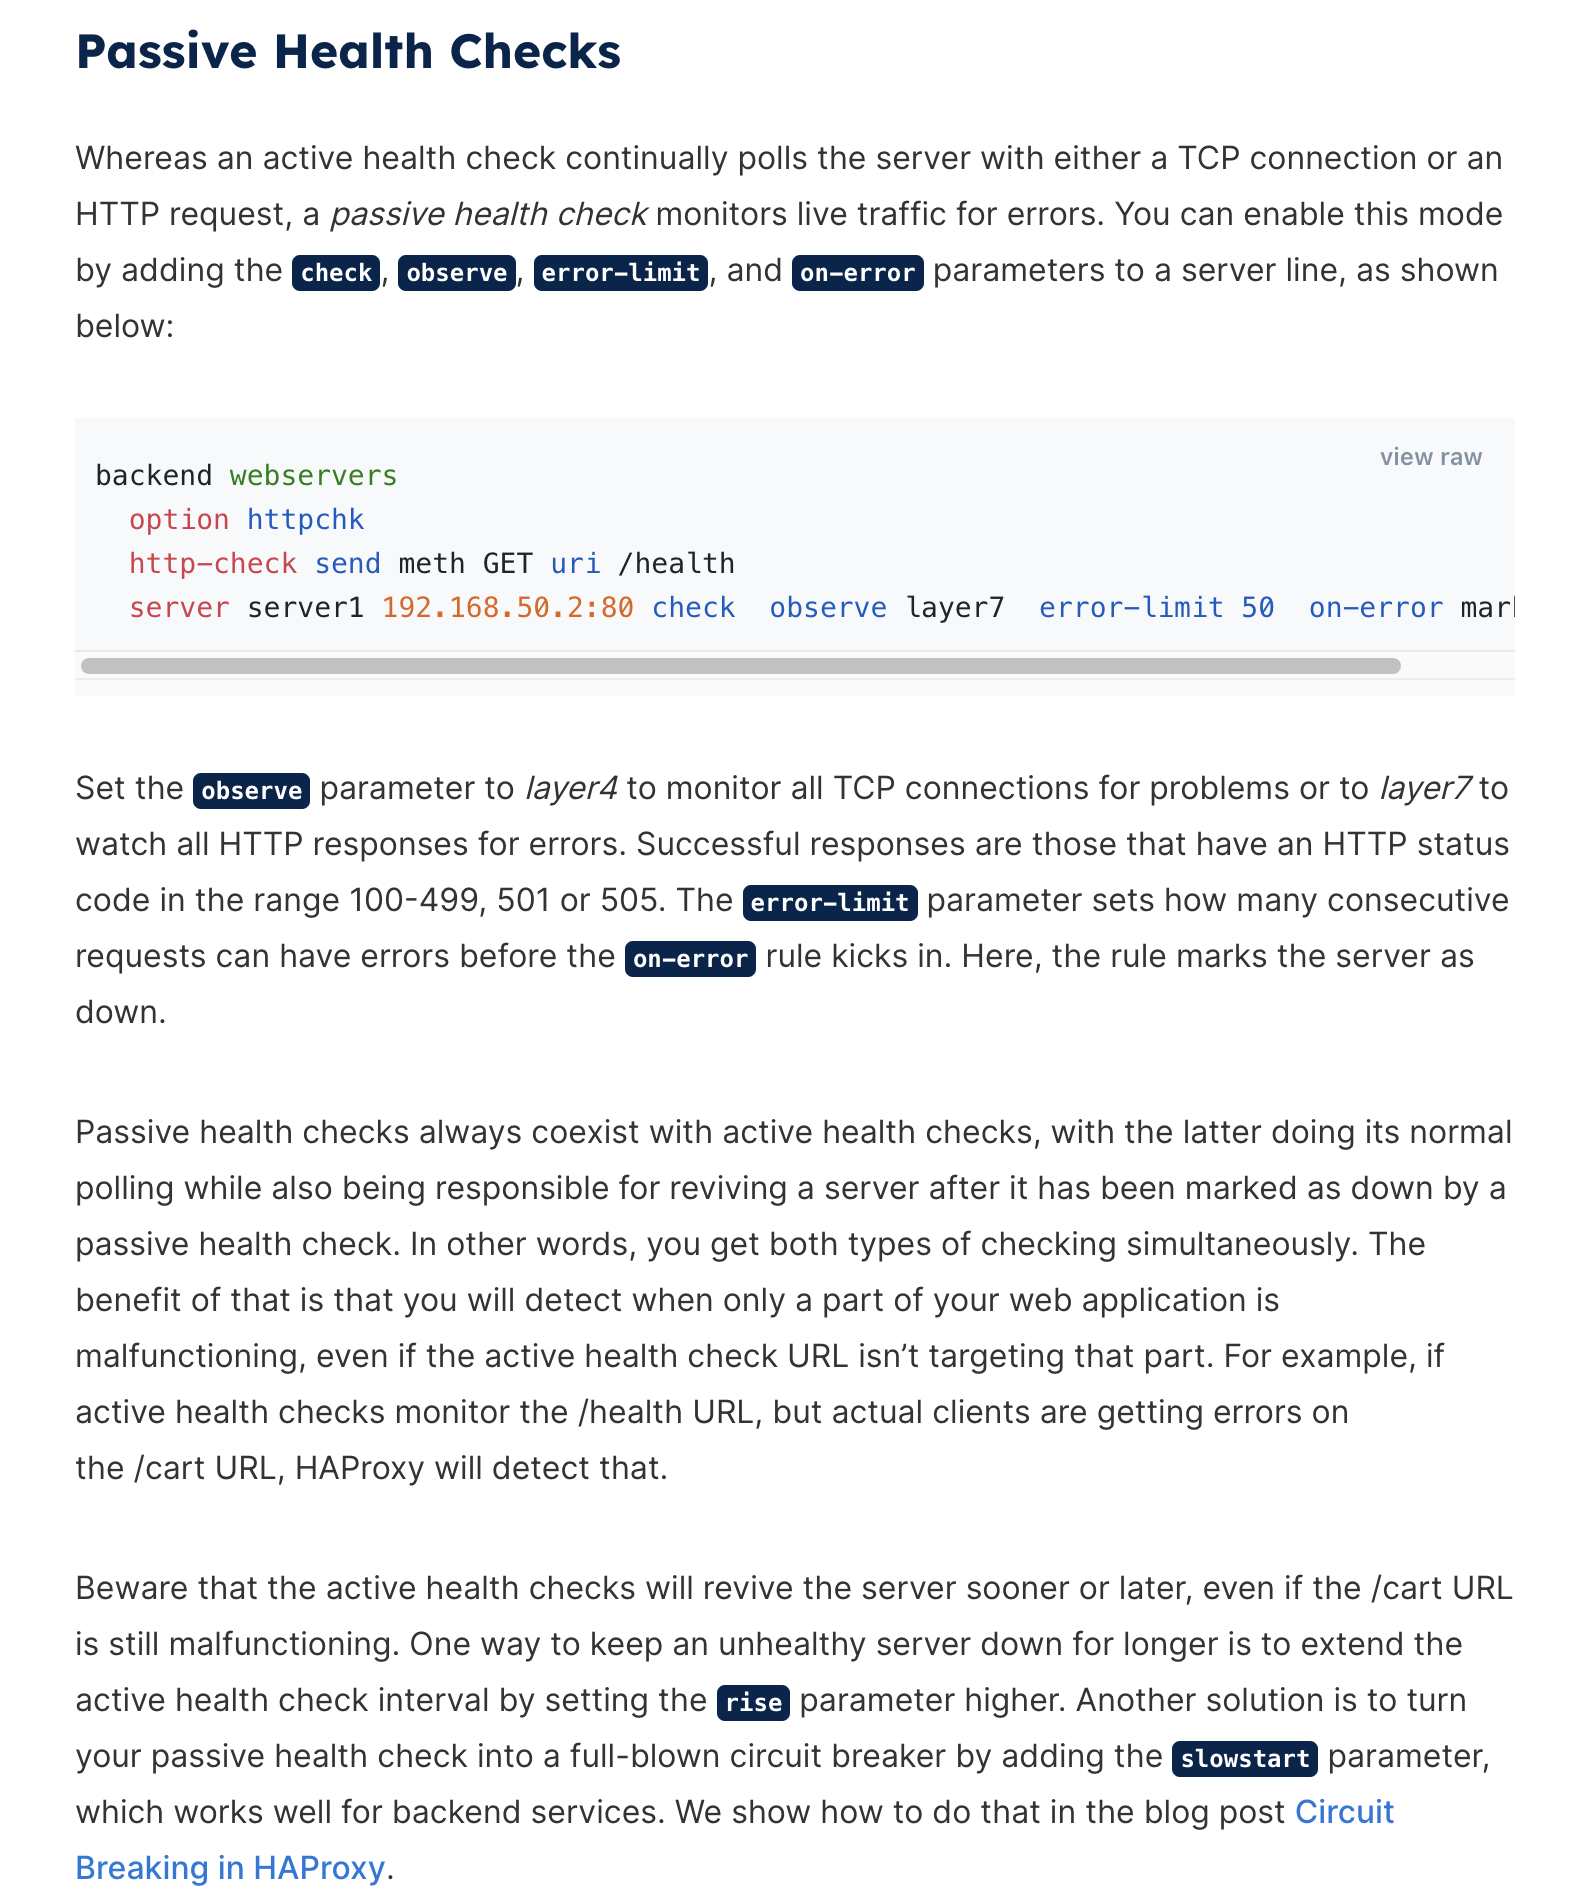 Passive Health Checks
Whereas an active health check continually polls the server with either a TCP connection or an
HTTP request, a passive health check monitors live traffic for errors. You can enable this mode
by adding the check, observe, error-limit, and on-error parameters to a server line, as shown
below:
view raw
backend webservers
  option httpchk
  http-check send meth GET uri /health
  server server1 192.168.50.2:80 check  observe layer7  error-limit 50  on-error
Set the observe parameter to layer4 to monitor all TCP connections for problems or to layer7 to
watch all HTTP responses for errors. Successful responses are those that have an HTTP status
code in the range 100-499, 501 or 505. The error-limit parameter sets how many consecutive
requests can have errors before the on-error rule kicks in. Here, the rule marks the server as
down.
Passive health checks always coexist with active health checks, with the latter doing its normal
polling while also being responsible for reviving a server after it has been marked as down by a
passive health check. In other words, you get both types of checking simultaneously. The
benefit of that is that you will detect when only a part of your web application is
malfunctioning, even if the active health check URL isn’t targeting that part. For example, if
active health checks monitor the /health URL, but actual clients are getting errors on
the /cart URL, HAProxy will detect that.
Beware that the active health checks will revive the server sooner or later, even if the /cart URL
is still malfunctioning. One way to keep an unhealthy server down for longer is to extend the
active health check interval by setting the rise parameter higher. Another solution is to turn
your passive health check into a full-blown circuit breaker by adding the slowstart parameter,
which works well for backend services. We show how to do that in the blog post Circuit
Breaking in HAProxy.